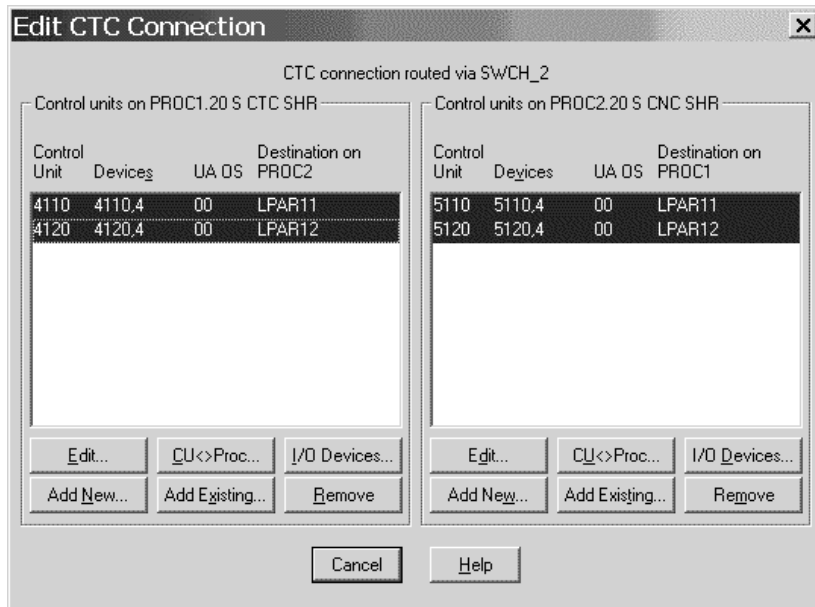 Edit CTC Connection
CTC connection routed via SWCH_2
Control units on PROC1.20 S CTC SHR
Control Unit Devices UA OS Destination on PROC2
4110 4110,4 00 LPAR11
4120 4120,4 00 LPAR12
Edit... CU<>Proc... I/O Devices...
Add New... Add Existing... Remove
Control units on PROC2.20 S CNC SHR
Control Unit Devices UA OS Destination on PROC1
5110 5110,4 00 LPAR11
5120 5120,4 00 LPAR12
Edit... CU<>Proc... I/O Devices...
Add New... Add Existing... Remove
Cancel Help